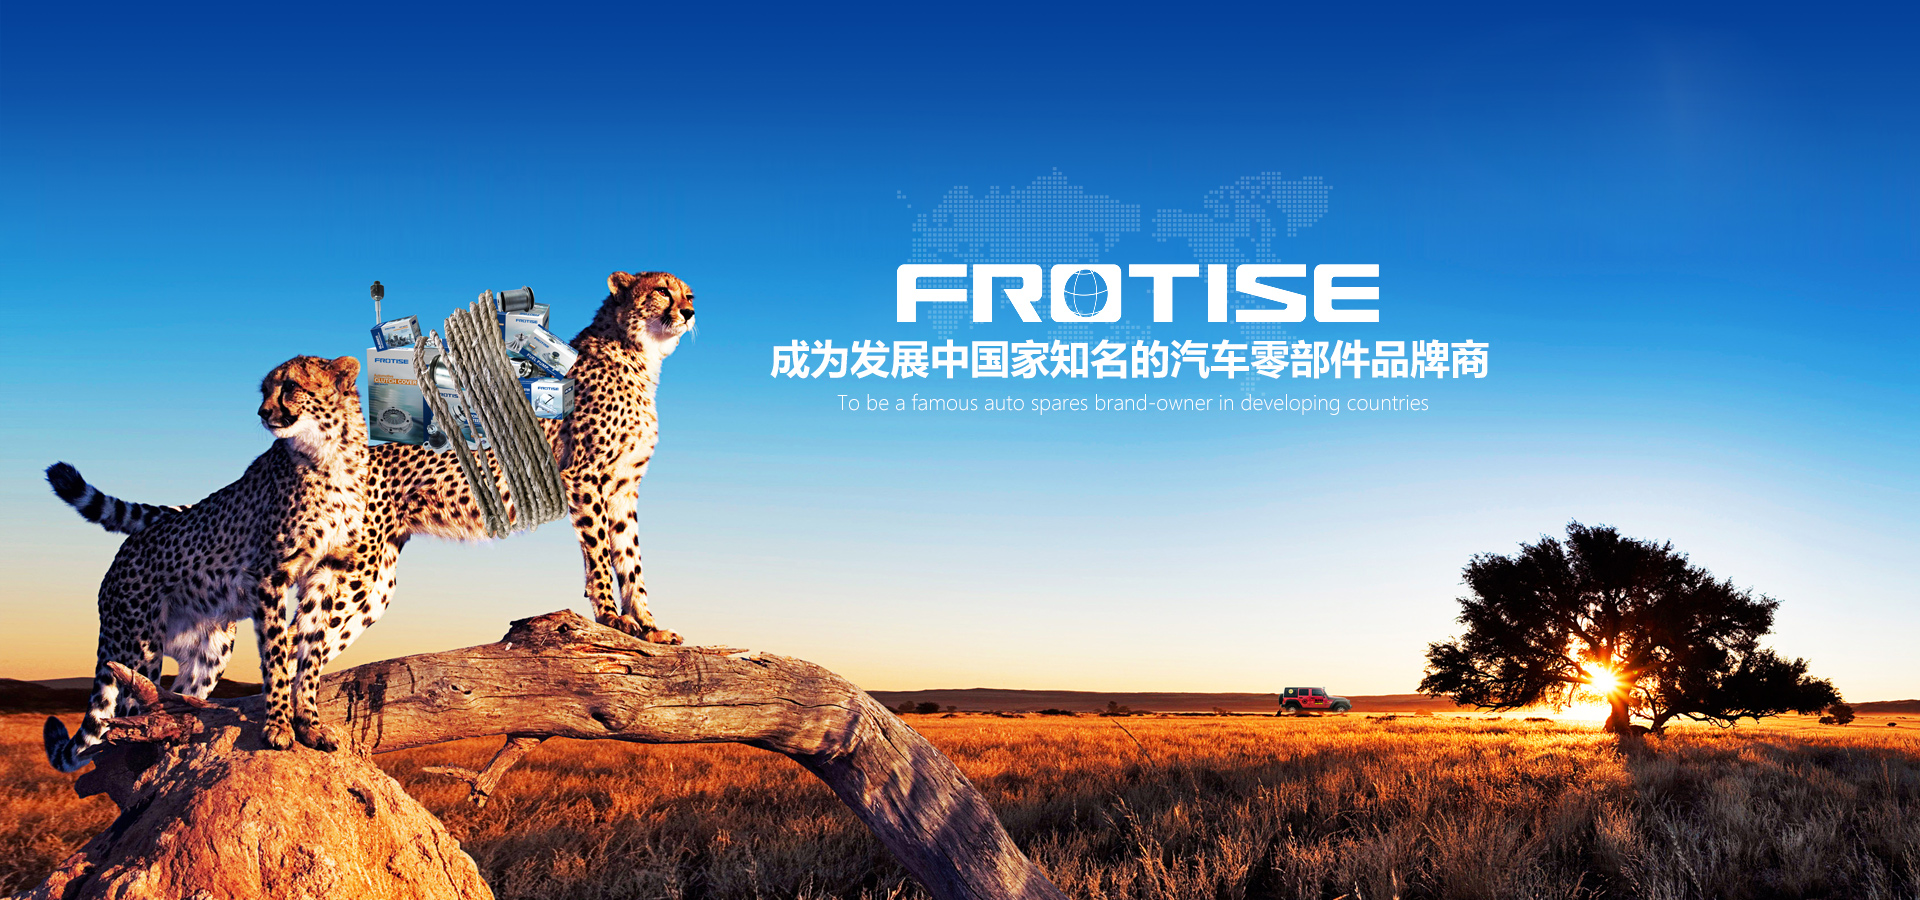 FROTISE
成为发展中国家知名的汽车零部件品牌商
To be a famous auto spares brand-owner in developing countries
FROTISE
FROTISE
CLUTCH COVER
FROTISE